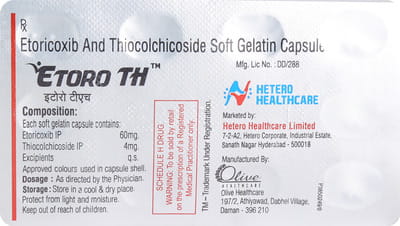 Rx
Etoricoxib And Thiocolchicoside Soft Gelatin Capsule
Mfg. Lic No. : DD/288
ETORO TH™
इटोरो टीएच
Composition:
Each soft gelatin capsule contains:
Etoricoxib IP 60mg.
Thiocolchicoside IP 4mg.
Excipients q.s.
Approved colours used in capsule shell.
Dosage : As directed by the Physician.
Storage : Store in a cool & dry place.
Protect from light and moisture.
Keep out of reach of children.
SCHEDULE H DRUG
WARNING: To be sold by retail
on the prescription of a Registered
Medical Practitioner only.
TM – Trademark Under Registration.
HETERO
HEALTHCARE
Marketed by:
Hetero Healthcare Limited
7-2-A2, Hetero Corporate, Industrial Estate,
Sanath Nagar Hyderabad - 500018
Manufactured By:
Olive
HEALTHCARE
Olive Healthcare
197/2, Athiyawad, Dabhel Village,
Daman - 396 210